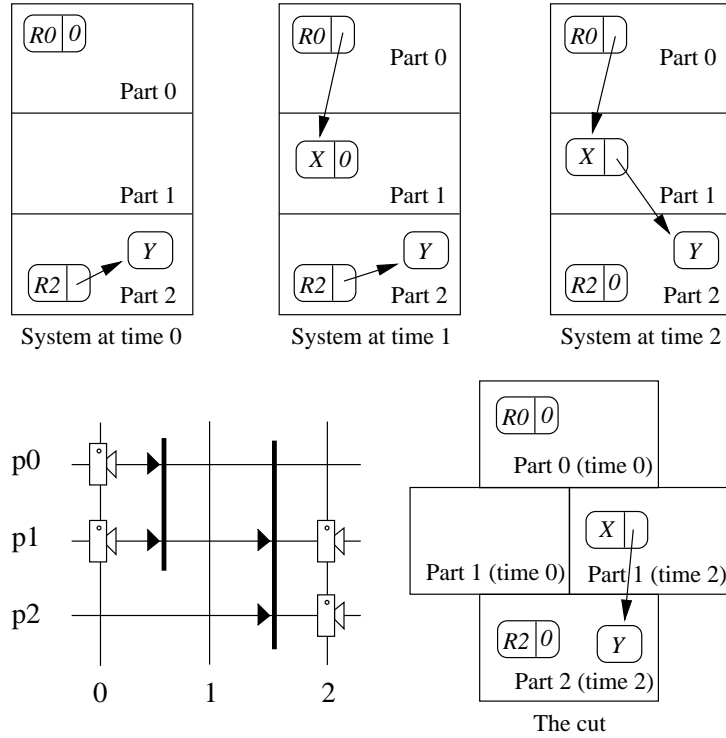 R0 0
Part 0
Part 1
R2
Y
Part 2
System at time 0
R0
Part 0
X 0
Part 1
R2
Y
Part 2
System at time 1
R0
Part 0
X
Part 1
Y
R2 0
Part 2
System at time 2
p0
p1
p2
0 1 2
R0 0
Part 0 (time 0)
Part 1 (time 0)
X
Part 1 (time 2)
R2 0
Y
Part 2 (time 2)
The cut